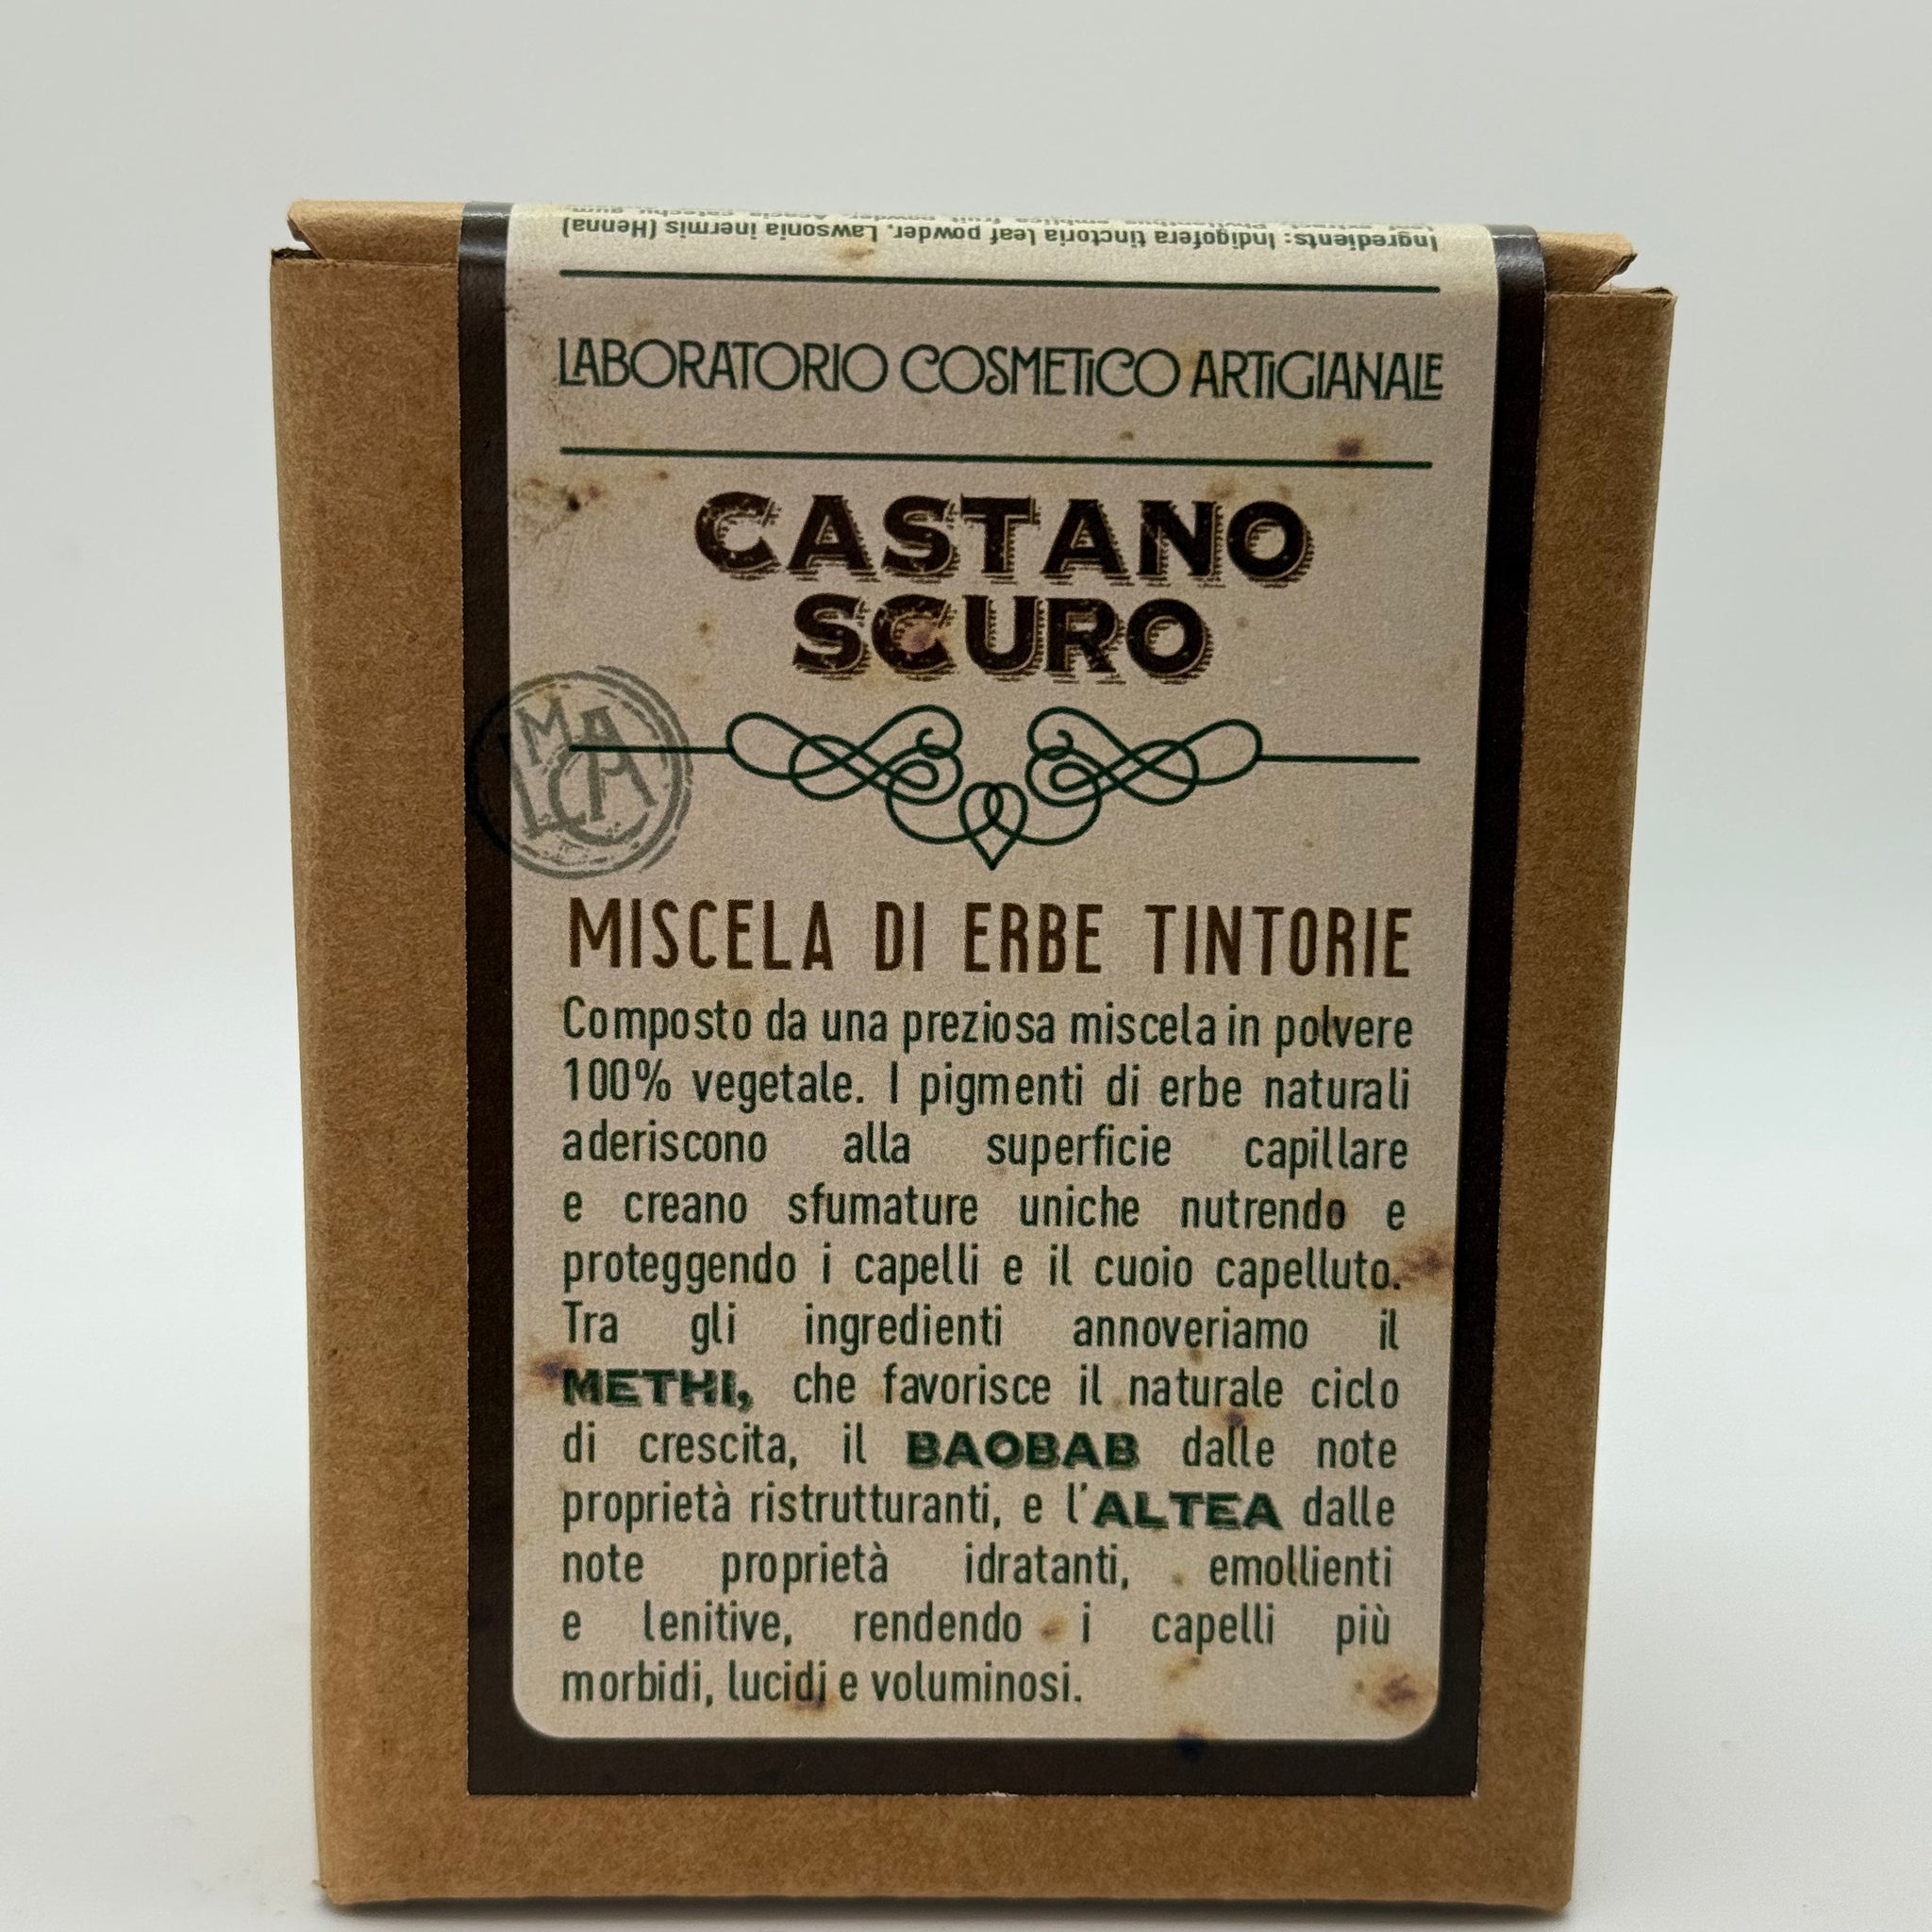 Ingredients: Indigofera tinctoria leaf powder, Lawsonia inermis (Henna)
LABORATORIO COSMETiCO ARTiGIANALE
CASTANO
SCURO
MISCELA DI ERBE TINTORIE
Composto da una preziosa miscela in polvere
100% vegetale. I pigmenti di erbe naturali
aderiscono alla superficie capillare
e creano sfumature uniche nutrendo e
proteggendo i capelli e il cuoio capelluto.
Tra gli ingredienti annoveriamo il
METHI, che favorisce il naturale ciclo
di crescita, il BAOBAB dalle note
proprietà ristrutturanti, e l'ALTEA dalle
note proprietà idratanti, emollienti
e lenitive, rendendo i capelli più
morbidi, lucidi e voluminosi.